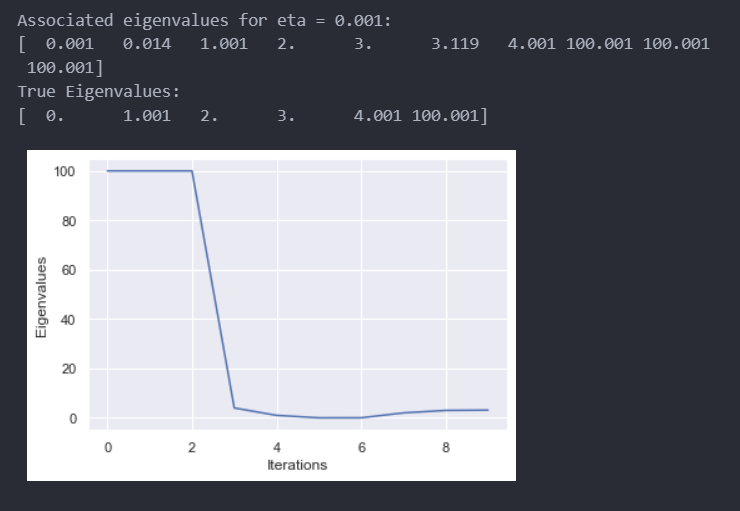 Associated eigenvalues for eta = 0.001:
[  0.001   0.014   1.001   2.      3.      3.119   4.001 100.001 100.001
 100.001]
True Eigenvalues:
[  0.      1.001   2.      3.      4.001 100.001]
100
80
60
40
20
0
Eigenvalues
0 2 4 6 8
Iterations